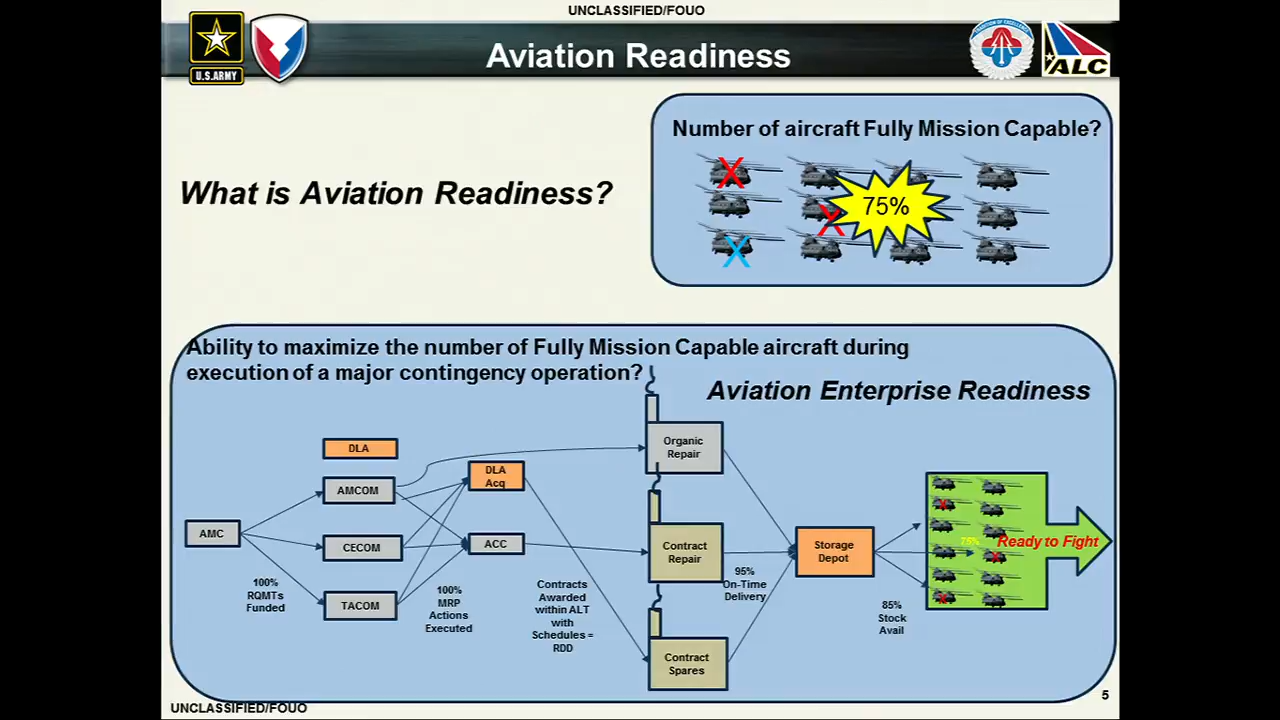 UNCLASSIFIED/FOUO
U.S.ARMY
Aviation Readiness
ALC
What is Aviation Readiness?
Number of aircraft Fully Mission Capable?
X
X
X
75%
Ability to maximize the number of Fully Mission Capable aircraft during
execution of a major contingency operation?
Aviation Enterprise Readiness
DLA
AMCOM
AMC
CECOM
TACOM
100%
RQMTs
Funded
DLA
Acq
ACC
100%
MRP
Actions
Executed
Contracts
Awarded
within ALT
with
Schedules =
RDD
Organic
Repair
Contract
Repair
Contract
Spares
95%
On-Time
Delivery
Storage
Depot
85%
Stock
Avail
75%
Ready to Fight
5
UNCLASSIFIED/FOUO